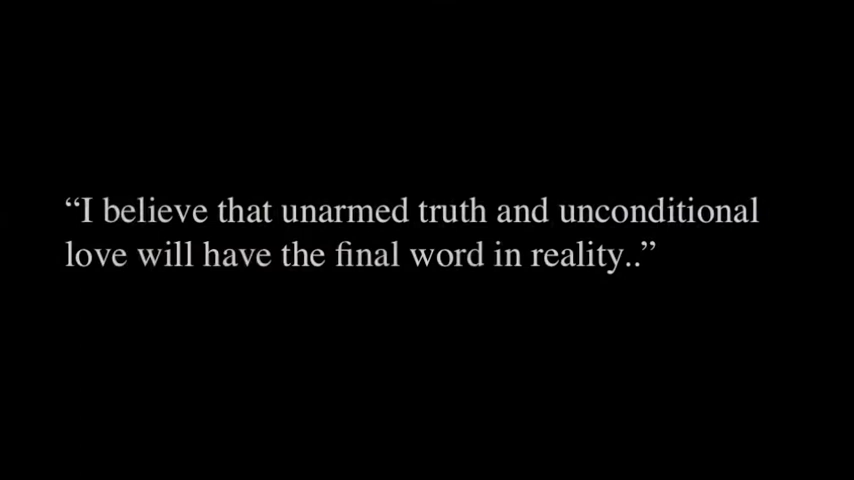 “I believe that unarmed truth and unconditional
love will have the final word in reality..”